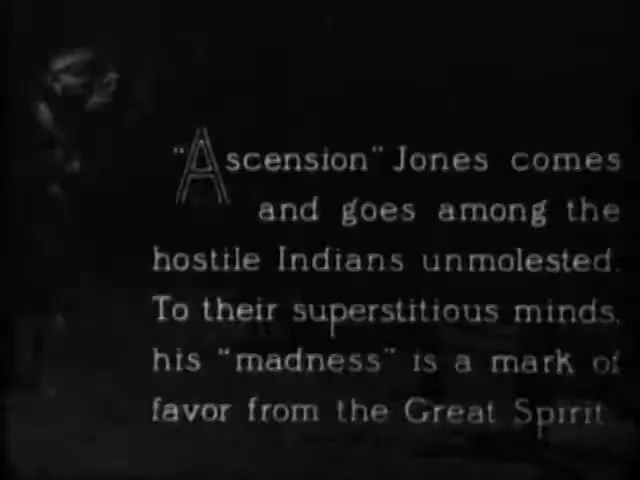 "Ascension" Jones comes
and goes among the
hostile Indians unmolested.
To their superstitious minds,
his "madness" is a mark of
favor from the Great Spirit